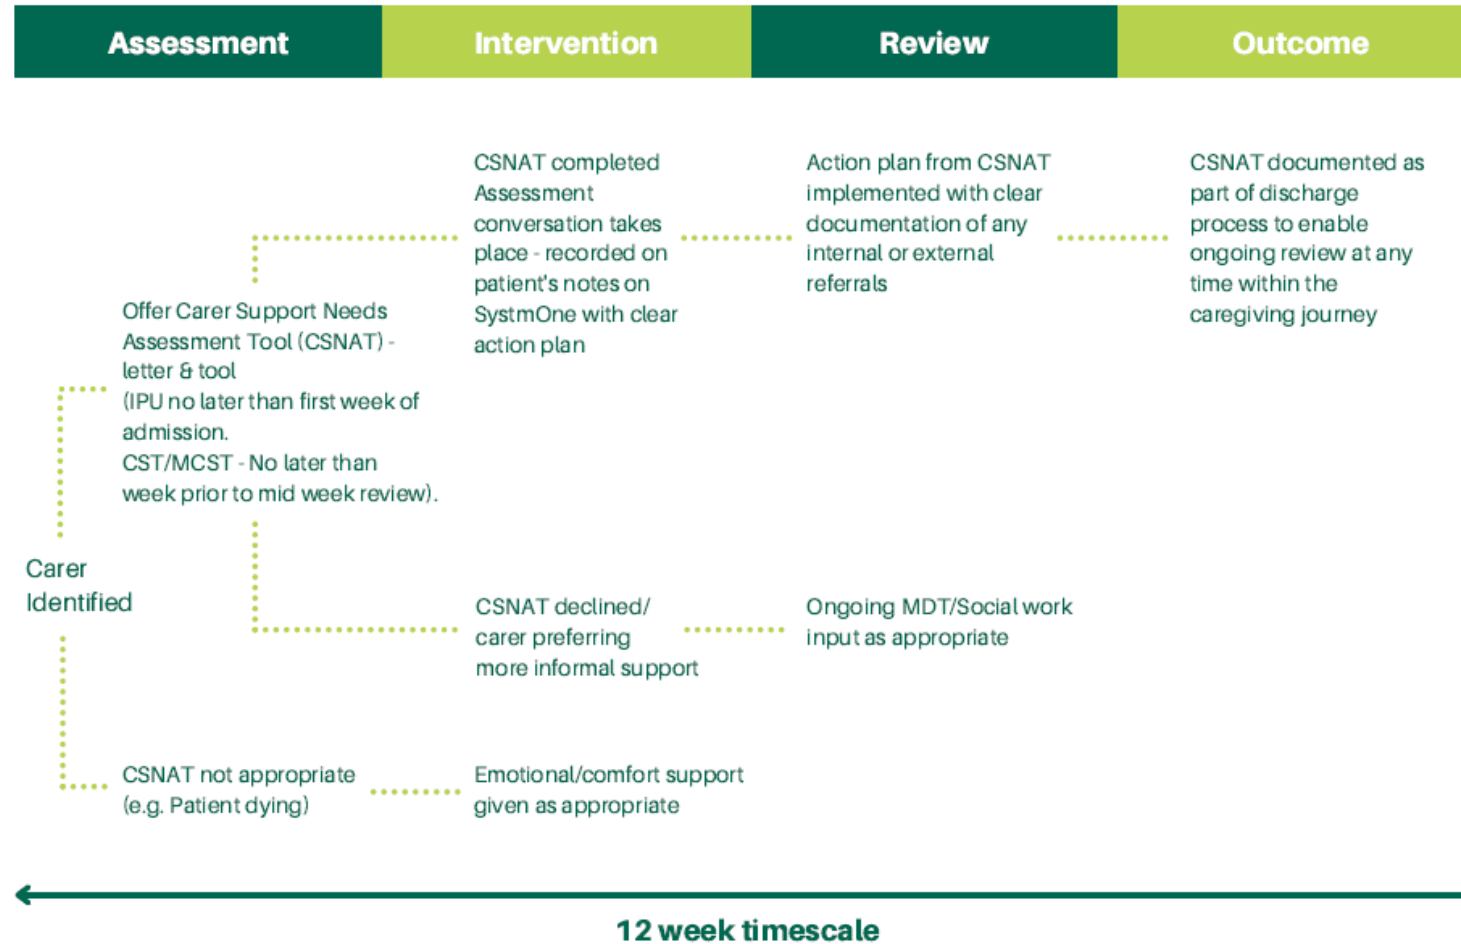 Assessment
Intervention
Review
Outcome
CSNAT completed
Assessment
conversation takes
place - recorded on
patient's notes on
SystmOne with clear
action plan
Action plan from CSNAT
implemented with clear
documentation of any
internal or external
referrals
CSNAT documented as
part of discharge
process to enable
ongoing review at any
time within the
caregiving journey
Offer Carer Support Needs
Assessment Tool (CSNAT) -
letter & tool
(IPU no later than first week of
admission.
CST/MCST - No later than
week prior to mid week review).
Carer
Identified
CSNAT declined/
carer preferring
more informal support
Ongoing MDT/Social work
input as appropriate
CSNAT not appropriate
(e.g. Patient dying)
Emotional/comfort support
given as appropriate
12 week timescale